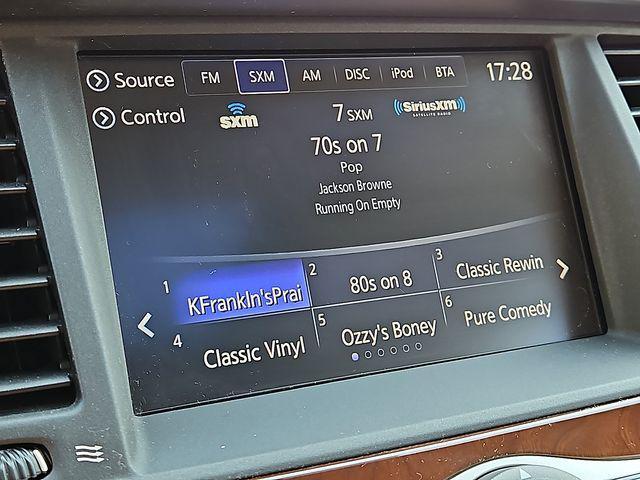 Source FM SXM AM DISC iPod BTA 17:28
Control sxm 7 SXM ((SiriusXM))
SATELLITE RADIO
70s on 7
Pop
Jackson Browne
Running On Empty
1 KFrankln'sPrai 2 80s on 8 3 Classic Rewin
4 Classic Vinyl 5 Ozzy's Boney 6 Pure Comedy